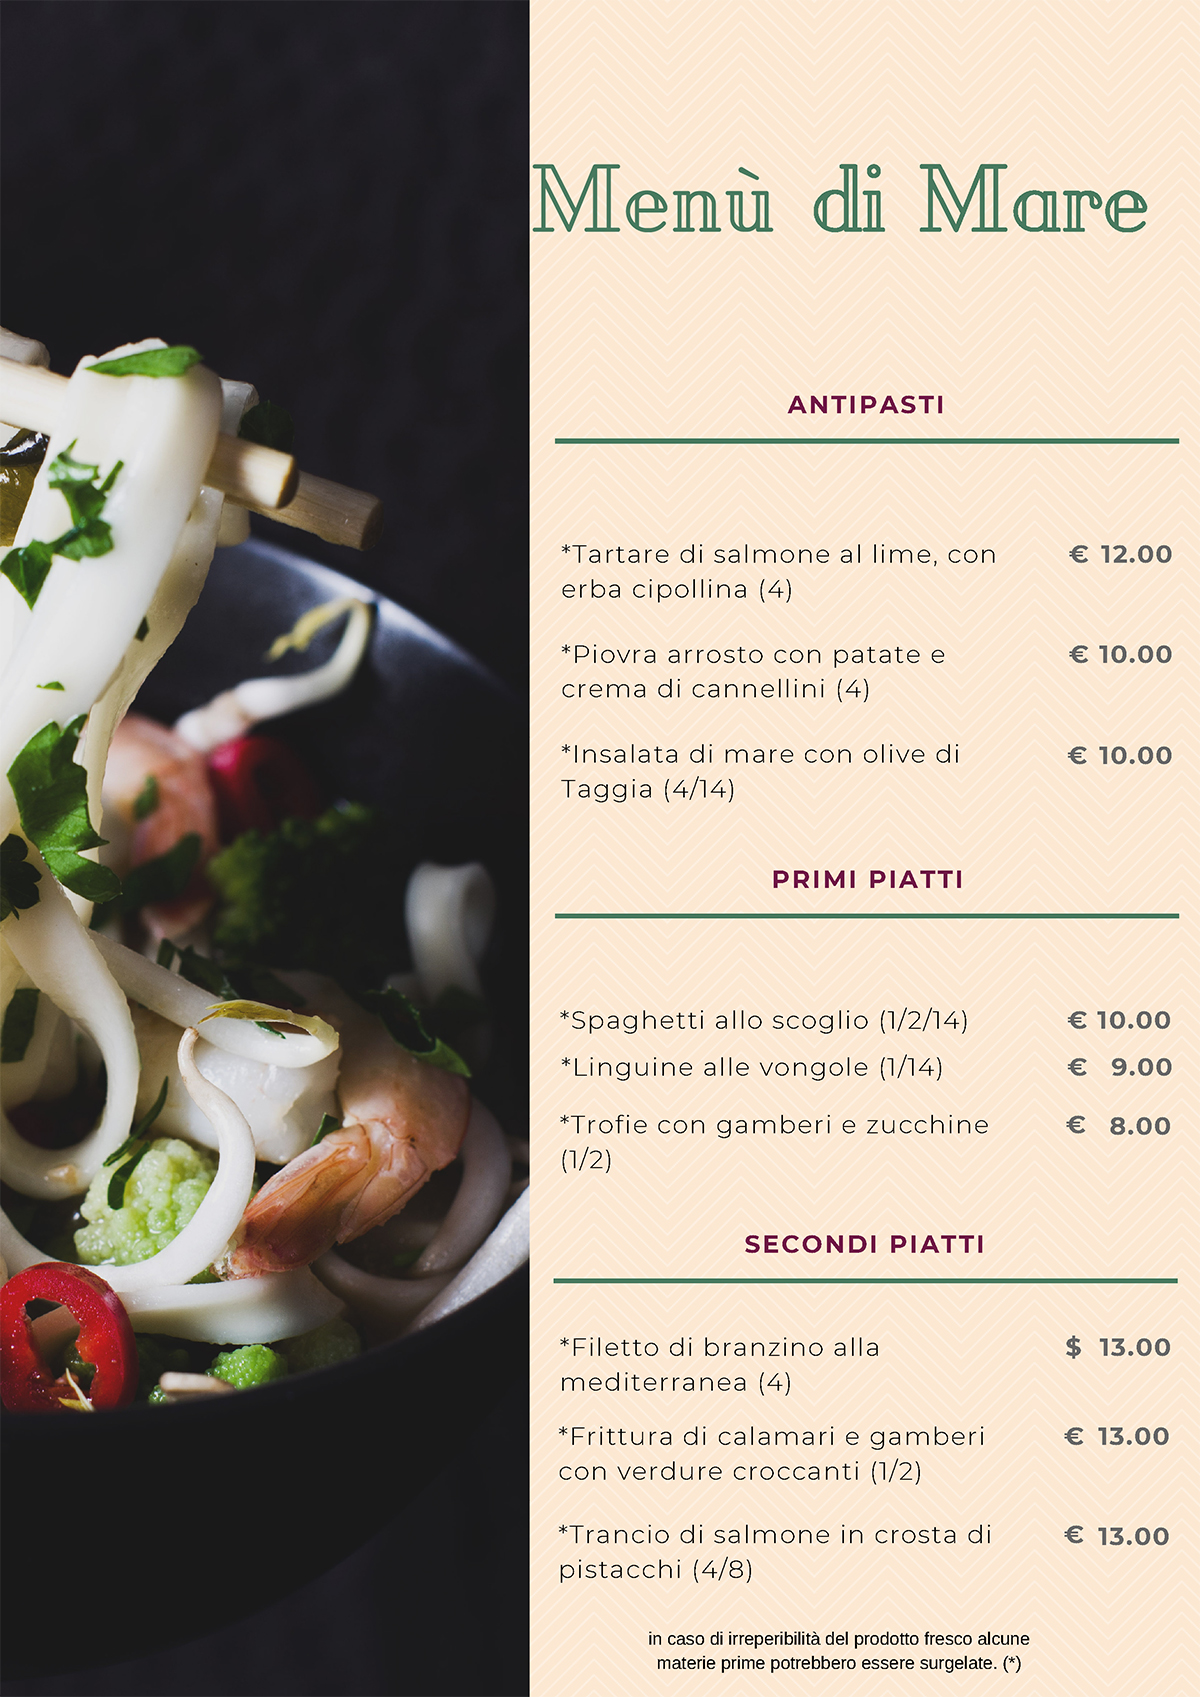 Menù di Mare
ANTIPASTI
*Tartare di salmone al lime, con € 12.00
erba cipollina (4)
*Piovra arrosto con patate e € 10.00
crema di cannellini (4)
*Insalata di mare con olive di € 10.00
Taggia (4/14)
PRIMI PIATTI
*Spaghetti allo scoglio (1/2/14) € 10.00
*Linguine alle vongole (1/14) € 9.00
*Trofie con gamberi e zucchine € 8.00
(1/2)
SECONDI PIATTI
*Filetto di branzino alla $ 13.00
mediterranea (4)
*Frittura di calamari e gamberi € 13.00
con verdure croccanti (1/2)
*Trancio di salmone in crosta di € 13.00
pistacchi (4/8)
in caso di irreperibilità del prodotto fresco alcune
materie prime potrebbero essere surgelate. (*)